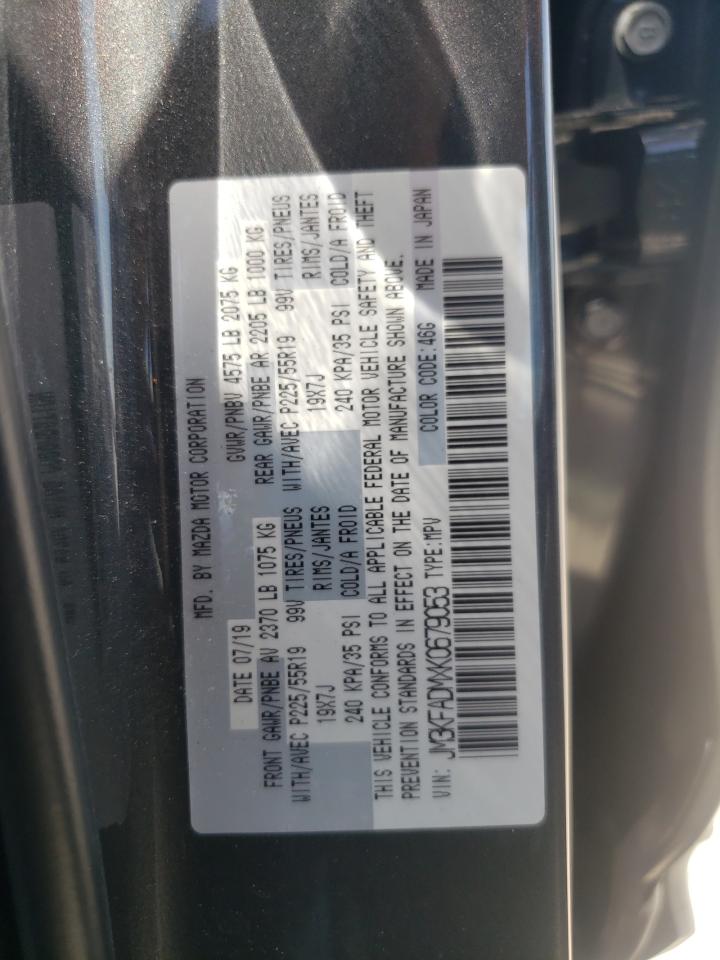 MFD. BY MAZDA MOTOR CORPORATION
DATE 07/19 GVWR/PNBV 4575 LB 2075 KG
FRONT GAWR/PNBE AV 2370 LB 1075 KG REAR GAWR/PNBE AR 2205 LB 1000 KG
WITH/AVEC P225/55R19 99V TIRES/PNEUS WITH/AVEC P225/55R19 99V TIRES/PNEUS
19X7J RIMS/JANTES 19X7J RIMS/JANTES
240 KPA/35 PSI COLD/A FROID 240 KPA/35 PSI COLD/A FROID
THIS VEHICLE CONFORMS TO ALL APPLICABLE FEDERAL MOTOR VEHICLE SAFETY AND THEFT
PREVENTION STANDARDS IN EFFECT ON THE DATE OF MANUFACTURE SHOWN ABOVE.
VIN: JM3KFADMXK0679053 TYPE:MPV COLOR CODE:46G MADE IN JAPAN